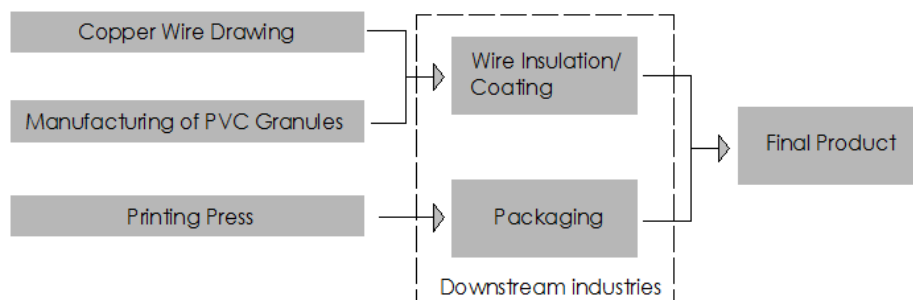 Copper Wire Drawing
Manufacturing of PVC Granules
Printing Press
Wire Insulation/
Coating
Packaging
Downstream industries
Final Product